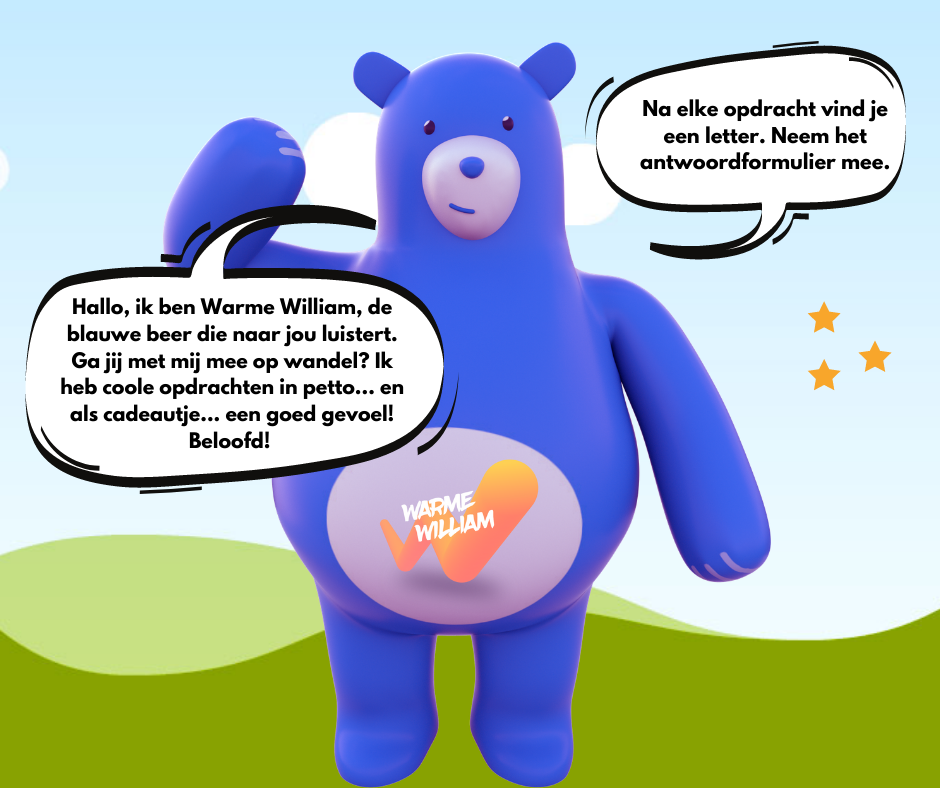 Na elke opdracht vind je
een letter. Neem het
antwoordformulier mee.
Hallo, ik ben Warme William, de
blauwe beer die naar jou luistert.
Ga jij met mij mee op wandel? Ik
heb coole opdrachten in petto... en
als cadeautje... een goed gevoel!
Beloofd!
WARME
WILLIAM